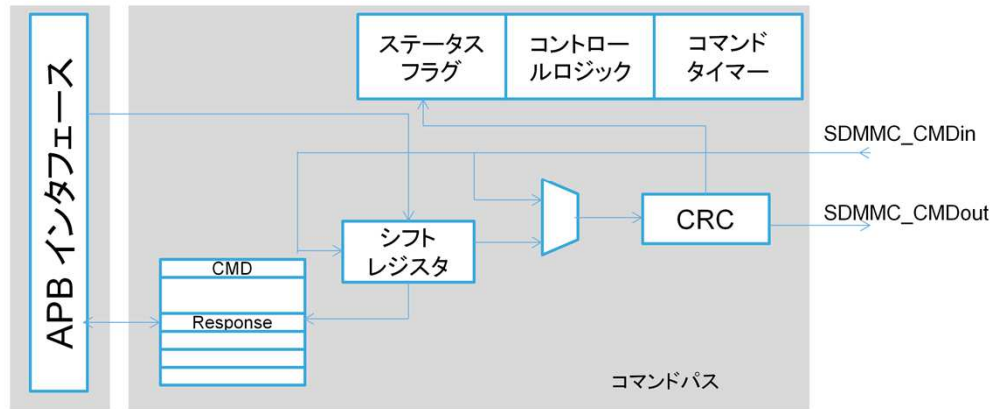 APB インタフェース
ステータス
フラグ
コントロー
ルロジック
コマンド
タイマー
SDMMC_CMDin
SDMMC_CMDout
シフト
レジスタ
CRC
CMD
Response
コマンドパス